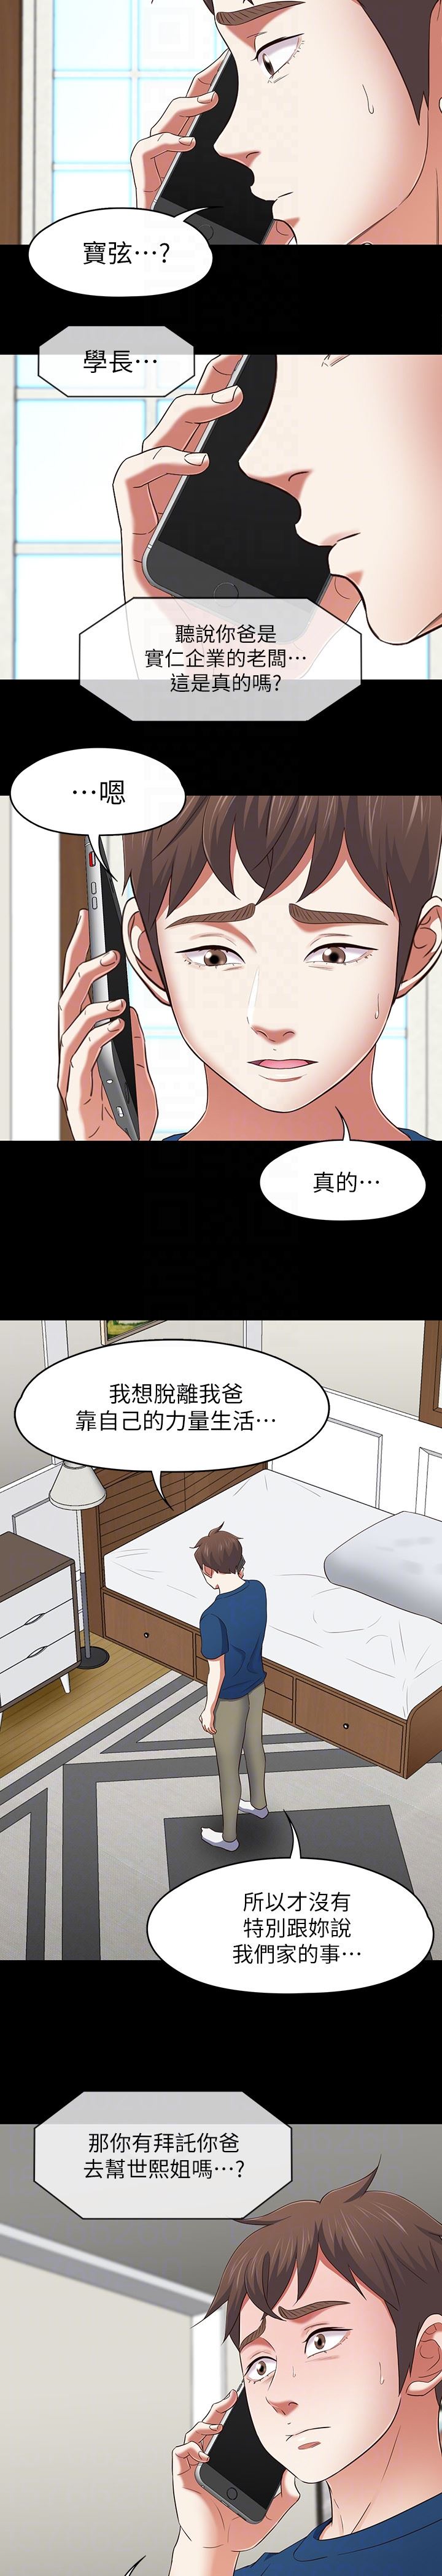 寶弦⋯?
學長⋯
聽說你爸是
實仁企業的老闆⋯
這是真的嗎?
⋯嗯
真的⋯
我想脫離我爸
靠自己的力量生活⋯
所以才沒有
特別跟妳說
我們家的事⋯
那你有拜託你爸
去幫世熙姐嗎⋯?